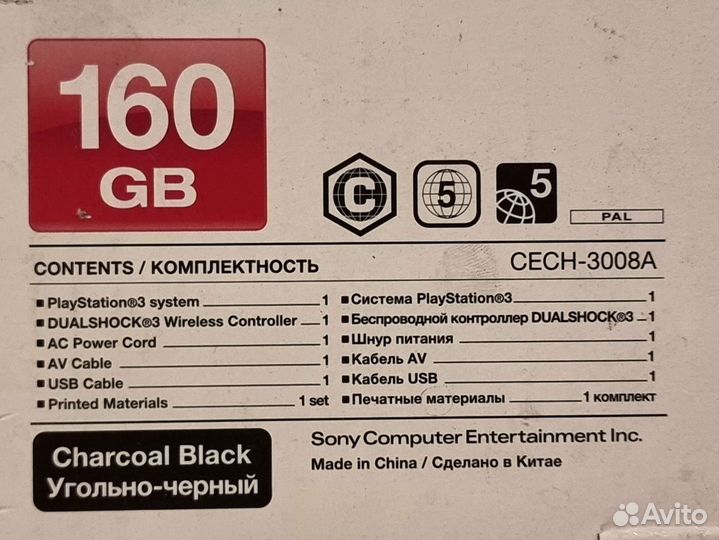 160
GB
C
5
5
PAL
CONTENTS / КОМПЛЕКТНОСТЬ
CECH-3008A
■ PlayStation®3 system 1
■ DUALSHOCK®3 Wireless Controller 1
■ AC Power Cord 1
■ AV Cable 1
■ USB Cable 1
■ Printed Materials 1 set
■ Система PlayStation®3 1
■ Беспроводной контроллер DUALSHOCK®3 1
■ Шнур питания 1
■ Кабель AV 1
■ Кабель USB 1
■ Печатные материалы 1 комплект
Charcoal Black
Угольно-черный
Sony Computer Entertainment Inc.
Made in China / Сделано в Китае
Avito